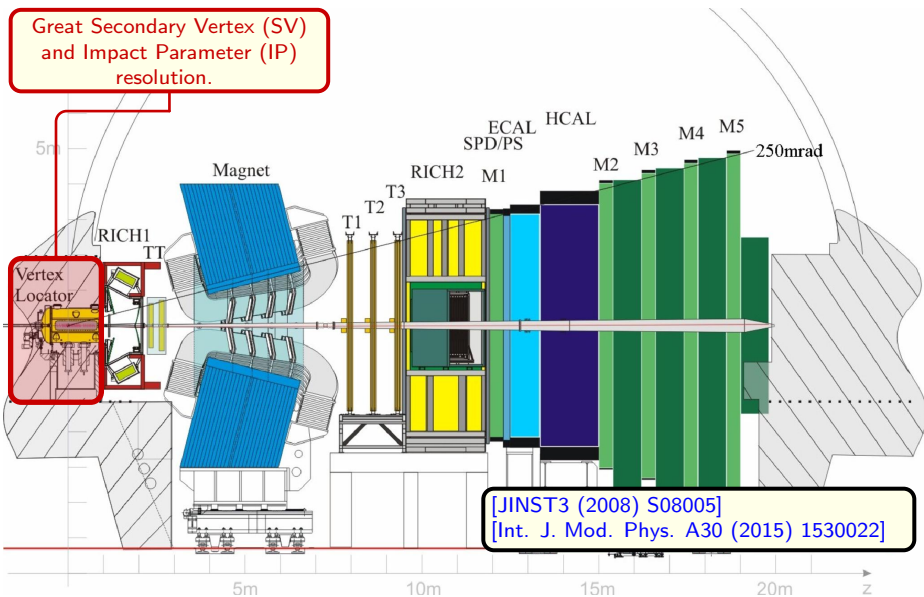 Great Secondary Vertex (SV)
and Impact Parameter (IP)
resolution.
5m
Magnet
RICH1
TT
Vertex
Locator
T1
T2
T3
RICH2
M1
SPD/PS
ECAL
HCAL
M2
M3
M4
M5
250mrad
[JINST3 (2008) S08005]
[Int. J. Mod. Phys. A30 (2015) 1530022]
5m
10m
15m
20m
z